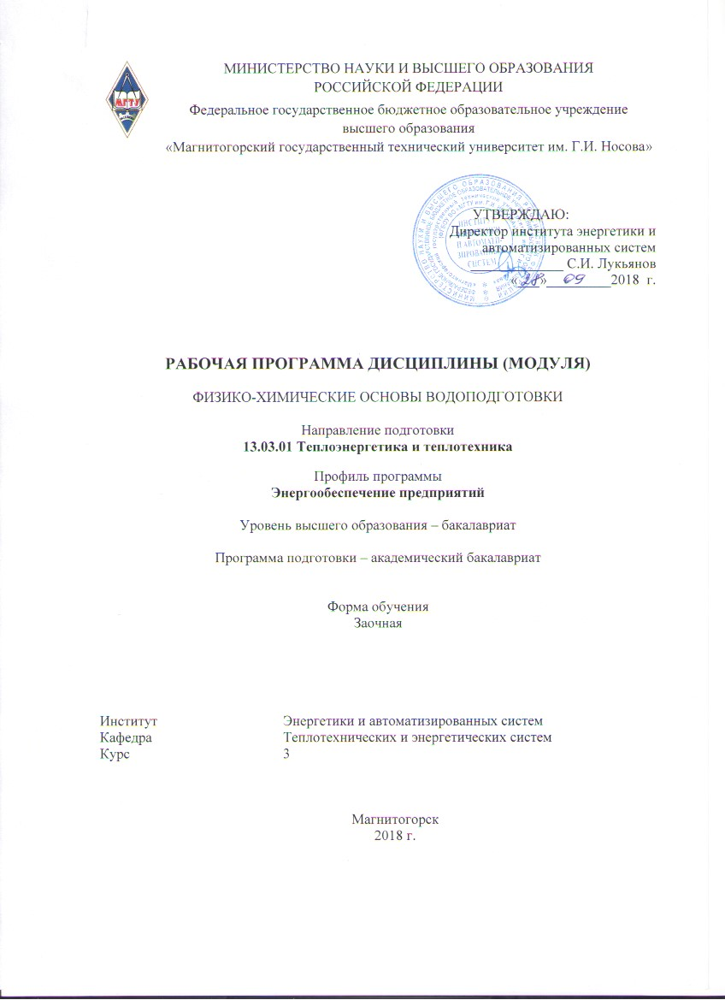 МИНИСТЕРСТВО НАУКИ И ВЫСШЕГО ОБРАЗОВАНИЯ
РОССИЙСКОЙ ФЕДЕРАЦИИ
Федеральное государственное бюджетное образовательное учреждение
высшего образования
«Магнитогорский государственный технический университет им. Г.И. Носова»
МГТУ
УТВЕРЖДАЮ:
Директор института энергетики и
автоматизированных систем
_____________ С.И. Лукьянов
«28»  09  2018 г.
РАБОЧАЯ ПРОГРАММА ДИСЦИПЛИНЫ (МОДУЛЯ)
ФИЗИКО-ХИМИЧЕСКИЕ ОСНОВЫ ВОДОПОДГОТОВКИ
Направление подготовки
13.03.01 Теплоэнергетика и теплотехника
Профиль программы
Энергообеспечение предприятий
Уровень высшего образования – бакалавриат
Программа подготовки – академический бакалавриат
Форма обучения
Заочная
Институт Энергетики и автоматизированных систем
Кафедра Теплотехнических и энергетических систем
Курс 3
Магнитогорск
2018 г.